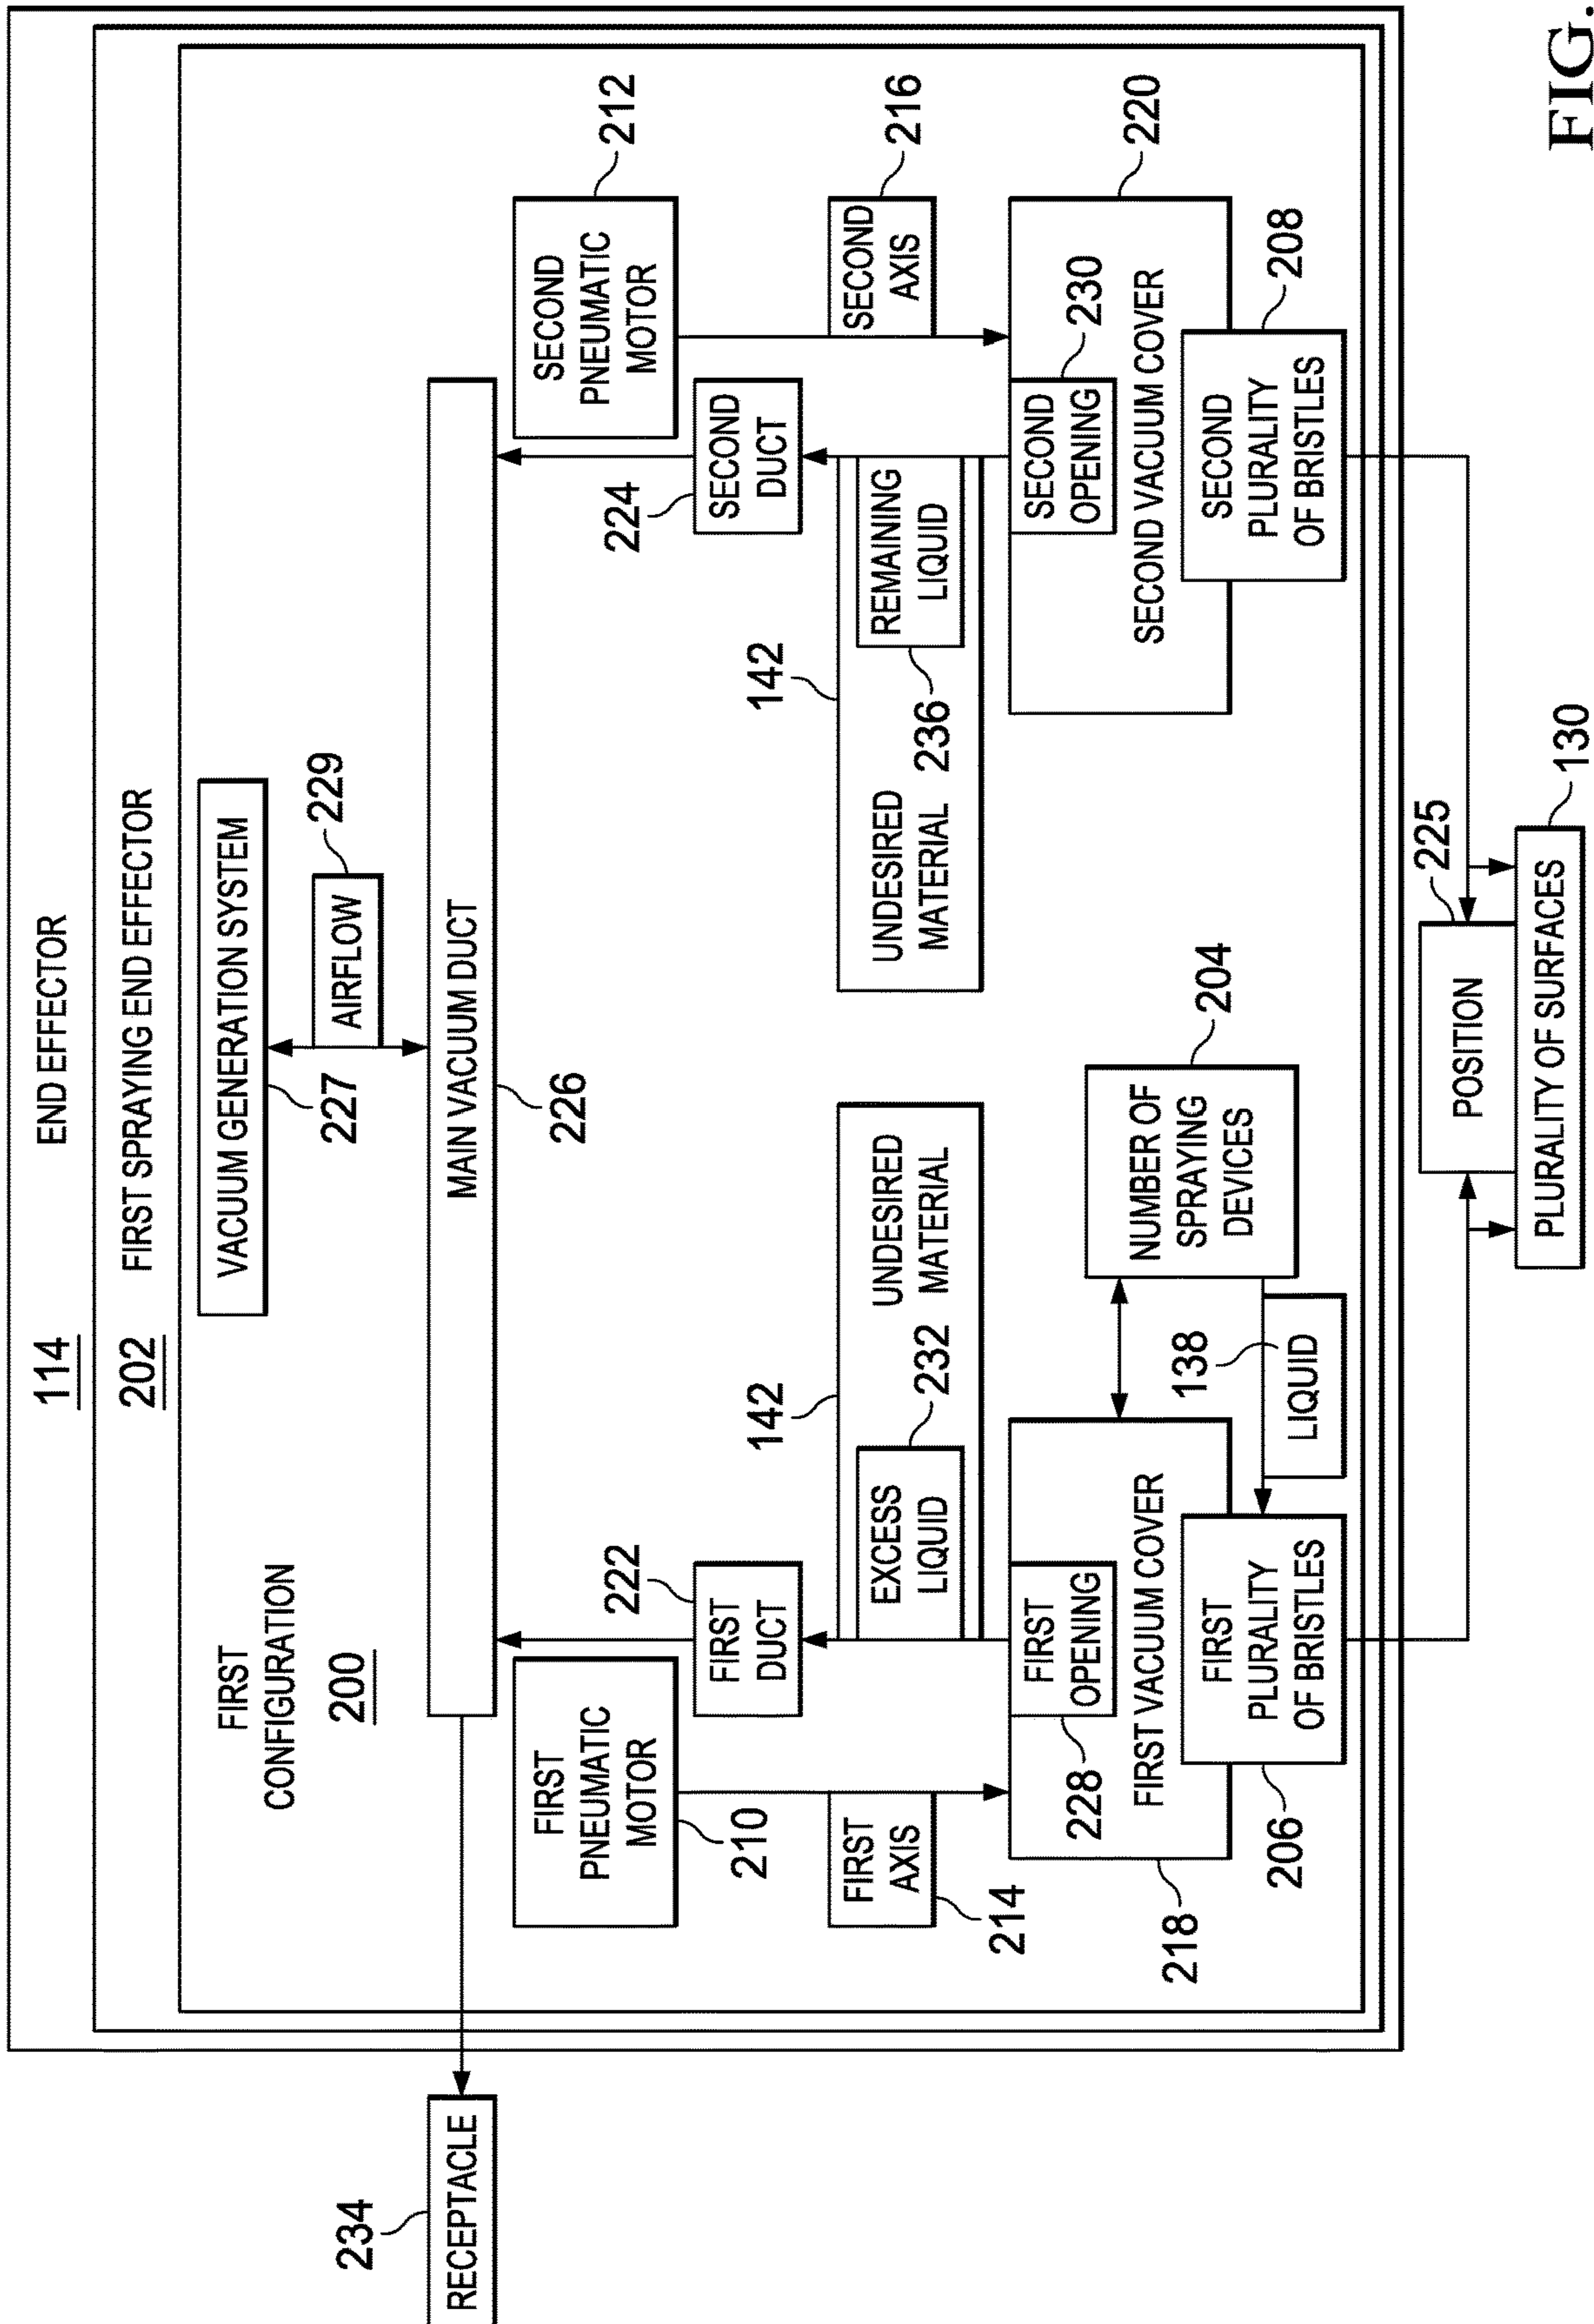 114
END EFFECTOR
202
FIRST SPRAYING END EFFECTOR
FIRST
CONFIGURATION
200
VACUUM GENERATION SYSTEM
227
AIRFLOW
229
234
RECEPTACLE
MAIN VACUUM DUCT
226
FIRST
PNEUMATIC
MOTOR
210
222
FIRST
DUCT
224
SECOND
DUCT
SECOND
PNEUMATIC
MOTOR
212
FIRST
AXIS
214
142
EXCESS
LIQUID
232
UNDESIRED
MATERIAL
142
UNDESIRED
MATERIAL
REMAINING
LIQUID
236
SECOND
AXIS
216
218
228
FIRST
OPENING
FIRST VACUUM COVER
FIRST
PLURALITY
OF BRISTLES
206
138
LIQUID
NUMBER OF
SPRAYING
DEVICES
204
SECOND
OPENING
230
SECOND VACUUM COVER
220
SECOND
PLURALITY
OF BRISTLES
208
POSITION
225
PLURALITY OF SURFACES
130
FIG.